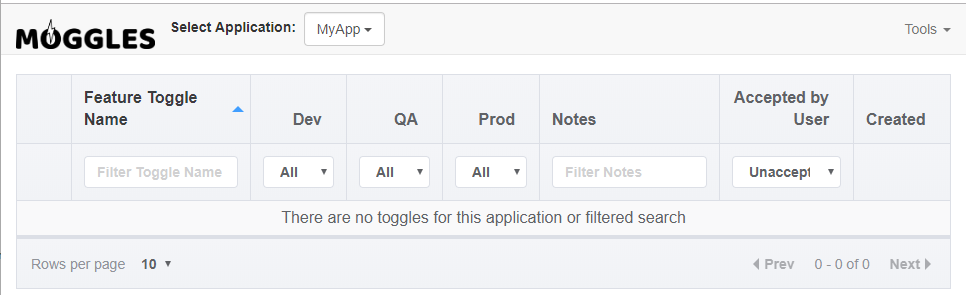 MOGGLES Select Application: MyApp Tools
Feature Toggle
Name Dev QA Prod Notes Accepted by
User Created
Filter Toggle Name All All All Filter Notes Unaccept
There are no toggles for this application or filtered search
Rows per page 10 Prev 0 - 0 of 0 Next